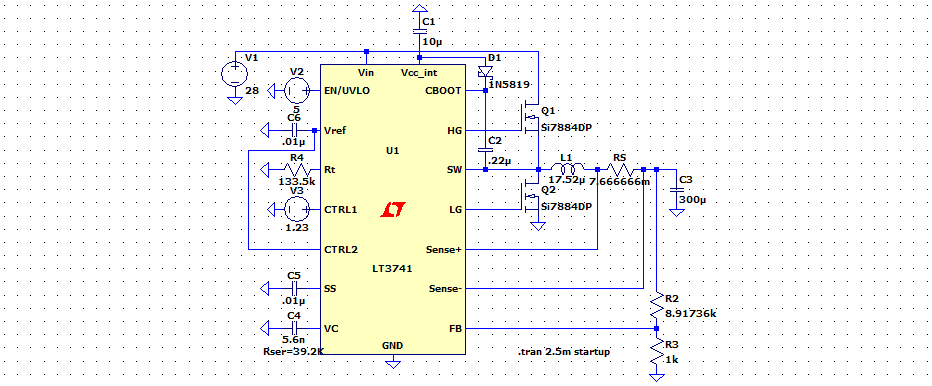 C1
10µ
V1
28
D1
1N5819
Vin
Vcc_int
V2
5
EN/UVLO
CBOOT
C6
.01µ
Vref
HG
Q1
Si7884DP
U1
C2
.22µ
R4
133.5k
Rt
SW
L1
17.52µ
RS
7.666666m
C3
300µ
V3
1.23
CTRL1
LG
Q2
Si7884DP
CTRL2
Sense+
LT3741
C5
.01µ
SS
Sense-
R2
8.91736k
C4
5.6n
Rser=39.2K
VC
FB
GND
.tran 2.5m startup
R3
1k